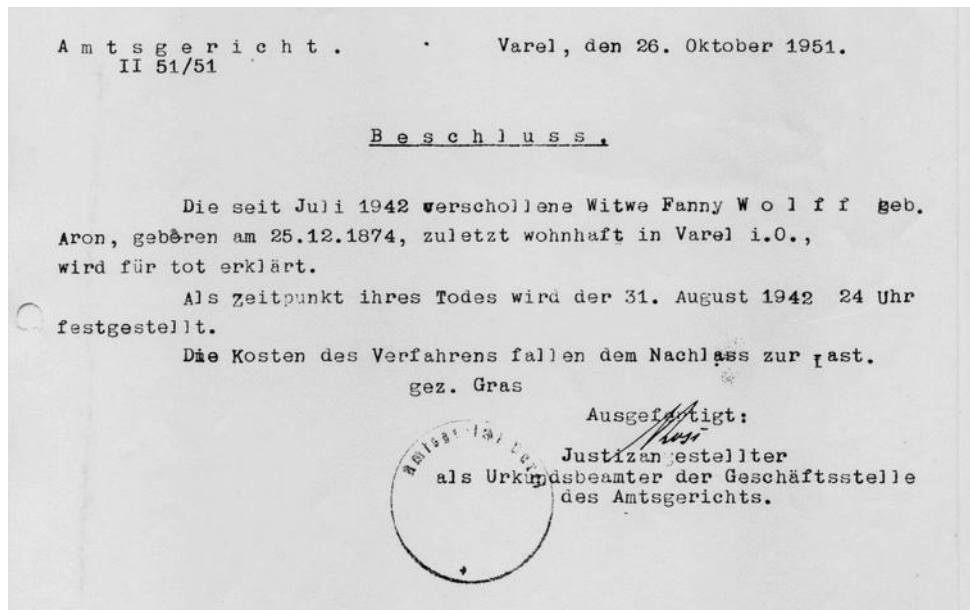 Amtsgericht. Varel, den 26. Oktober 1951.
II 51/51
Beschluss.
Die seit Juli 1942 verschollene Witwe Fanny Wolff geb.
Aron, geboren am 25.12.1874, zuletzt wohnhaft in Varel i.O.,
wird für tot erklärt.
Als Zeitpunkt ihres Todes wird der 31. August 1942 24 Uhr
festgestellt.
Die Kosten des Verfahrens fallen dem Nachlass zur Last.
gez. Gras
Ausgefertigt:
Justizangestellter
als Urkundsbeamter der Geschäftsstelle
des Amtsgerichts.